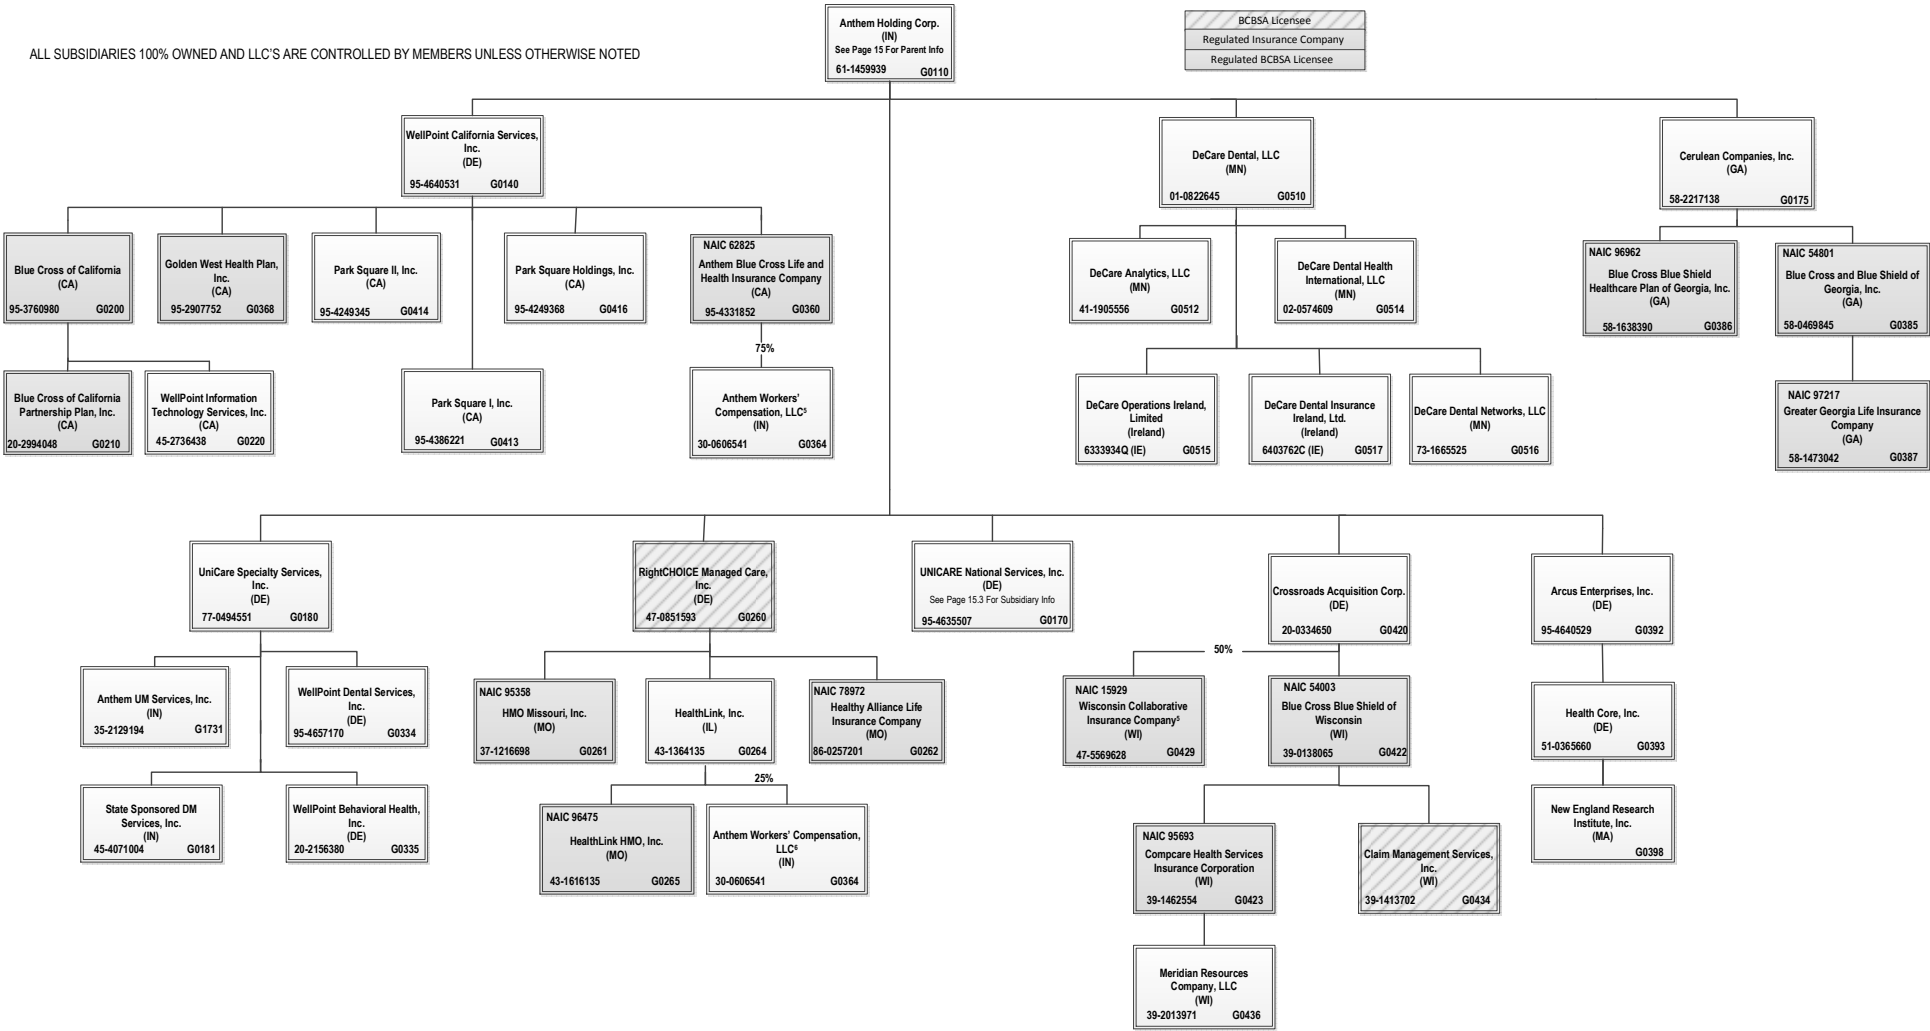 Anthem Holding Corp.
(IN)
See Page 15 For Parent Info
61-1459939 G0110
BCBSA Licensee
Regulated Insurance Company
Regulated BCBSA Licensee
ALL SUBSIDIARIES 100% OWNED AND LLC'S ARE CONTROLLED BY MEMBERS UNLESS OTHERWISE NOTED
WellPoint California Services,
Inc.
(DE)
95-4640531 G0140
DeCare Dental, LLC
(MN)
01-0822645 G0510
Cerulean Companies, Inc.
(GA)
58-2217138 G0175
Blue Cross of California
(CA)
95-3760980 G0200
Golden West Health Plan,
Inc.
(CA)
95-2907752 G0368
Park Square II, Inc.
(CA)
95-4249345 G0414
Park Square Holdings, Inc.
(CA)
95-4249368 G0416
NAIC 62825
Anthem Blue Cross Life and
Health Insurance Company
(CA)
95-4331852 G0360
DeCare Analytics, LLC
(MN)
41-1905556 G0512
DeCare Dental Health
International, LLC
(MN)
02-0574609 G0514
NAIC 96962
Blue Cross Blue Shield
Healthcare Plan of Georgia, Inc.
(GA)
58-1638390 G0386
NAIC 54801
Blue Cross and Blue Shield of
Georgia, Inc.
(GA)
58-0469845 G0385
75%
Blue Cross of California
Partnership Plan, Inc.
(CA)
20-2994048 G0210
WellPoint Information
Technology Services, Inc.
(CA)
45-2736438 G0220
Park Square I, Inc.
(CA)
95-4386221 G0413
Anthem Workers'
Compensation, LLC⁵
(IN)
30-0606541 G0364
DeCare Operations Ireland,
Limited
(Ireland)
6333934Q (IE) G0515
DeCare Dental Insurance
Ireland, Ltd.
(Ireland)
6403762C (IE) G0517
DeCare Dental Networks, LLC
(MN)
73-1665525 G0516
NAIC 97217
Greater Georgia Life Insurance
Company
(GA)
58-1473042 G0387
UniCare Specialty Services,
Inc.
(DE)
77-0494551 G0180
RightCHOICE Managed Care,
Inc.
(DE)
47-0851593 G0260
UNICARE National Services, Inc.
(DE)
See Page 15.3 For Subsidiary Info
95-4635507 G0170
Crossroads Acquisition Corp.
(DE)
20-0334650 G0420
Arcus Enterprises, Inc.
(DE)
95-4640529 G0392
50%
Anthem UM Services, Inc.
(IN)
35-2129194 G1731
WellPoint Dental Services,
Inc.
(DE)
95-4657170 G0334
NAIC 95358
HMO Missouri, Inc.
(MO)
37-1216698 G0261
HealthLink, Inc.
(IL)
43-1364135 G0264
NAIC 78972
Healthy Alliance Life
Insurance Company
(MO)
86-0257201 G0262
NAIC 15929
Wisconsin Collaborative
Insurance Company⁵
(WI)
47-5569628 G0429
NAIC 54003
Blue Cross Blue Shield of
Wisconsin
(WI)
39-0138065 G0422
Health Core, Inc.
(DE)
51-0365660 G0393
25%
State Sponsored DM
Services, Inc.
(IN)
45-4071004 G0181
WellPoint Behavioral Health,
Inc.
(DE)
20-2156380 G0335
NAIC 96475
HealthLink HMO, Inc.
(MO)
43-1616135 G0265
Anthem Workers' Compensation,
LLC⁶
(IN)
30-0606541 G0364
NAIC 95693
Compcare Health Services
Insurance Corporation
(WI)
39-1462554 G0423
Claim Management Services,
Inc.
(WI)
39-1413702 G0434
New England Research
Institute, Inc.
(MA)
G0398
Meridian Resources
Company, LLC
(WI)
39-2013971 G0436